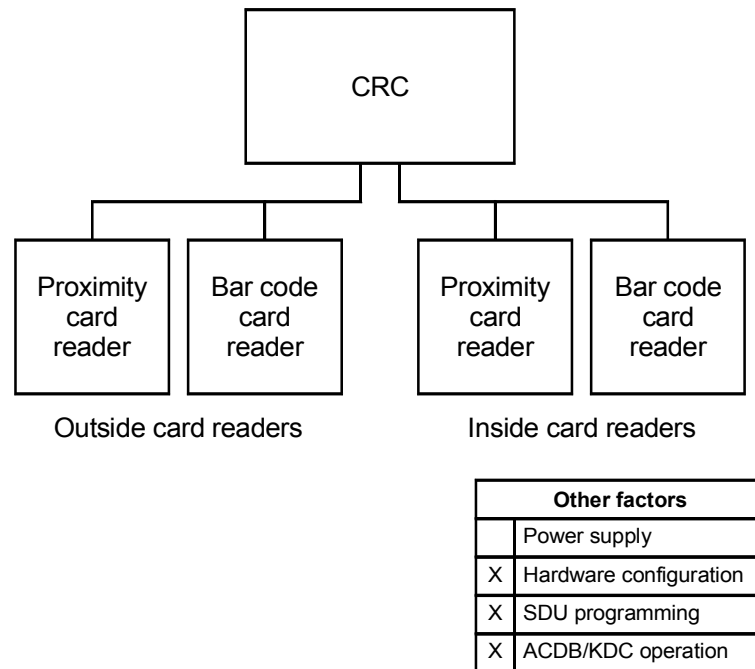 CRC
Proximity
card
reader
Bar code
card
reader
Proximity
card
reader
Bar code
card
reader
Outside card readers
Inside card readers
Other factors
Power supply
X Hardware configuration
X SDU programming
X ACDB/KDC operation